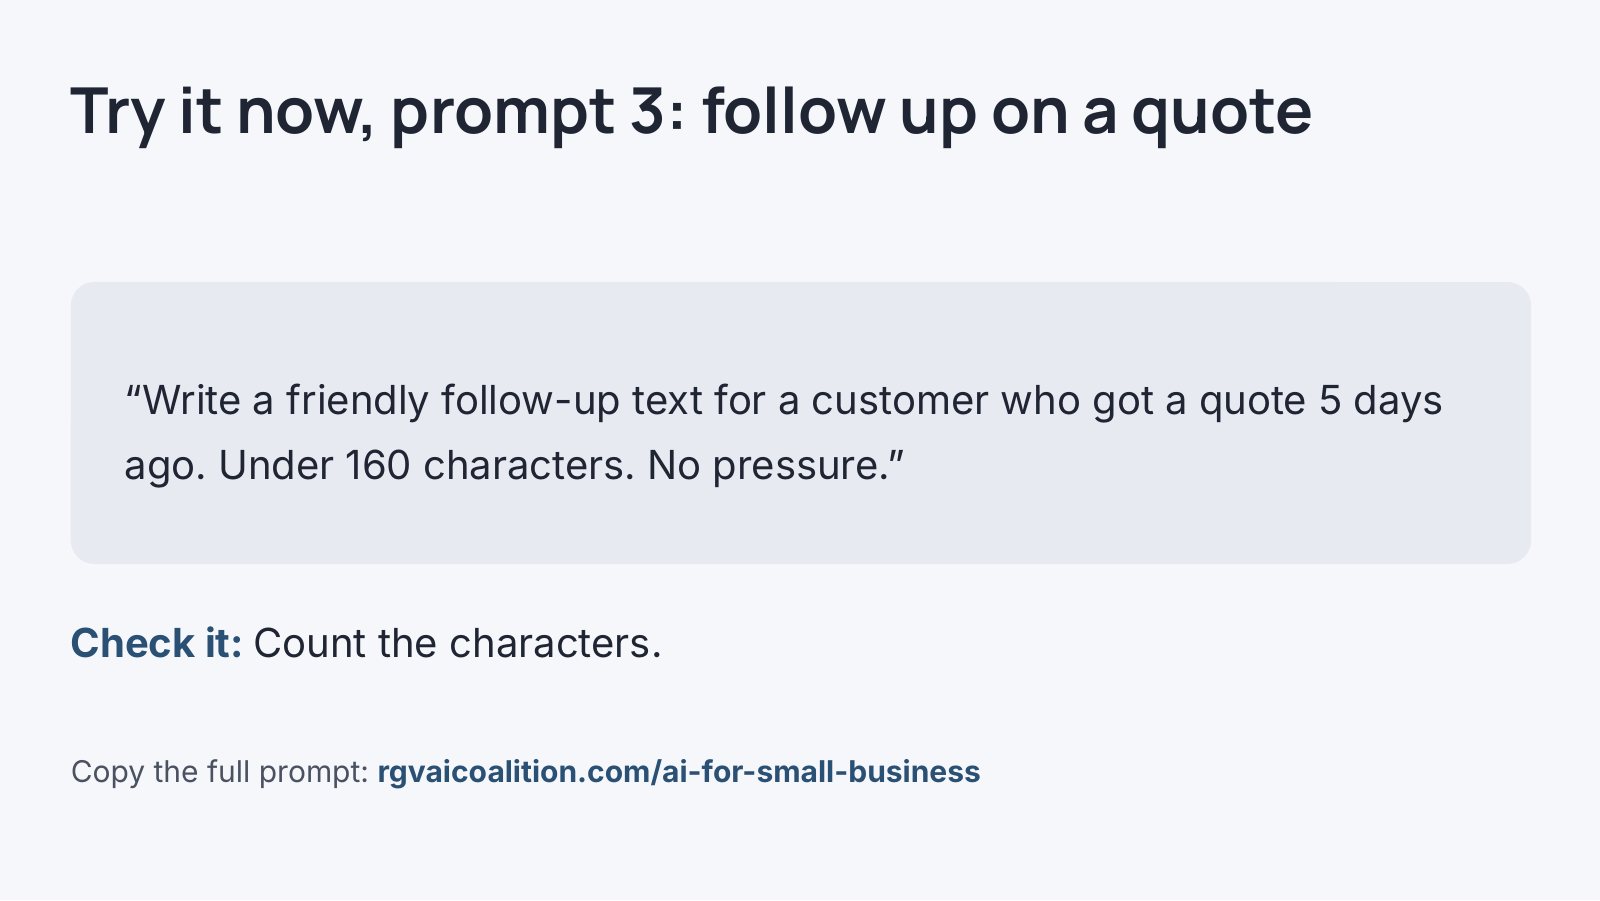 Try it now, prompt 3: follow up on a quote
“Write a friendly follow-up text for a customer who got a quote 5 days
ago. Under 160 characters. No pressure.”
Check it: Count the characters.
Copy the full prompt: rgvaicoalition.com/ai-for-small-business